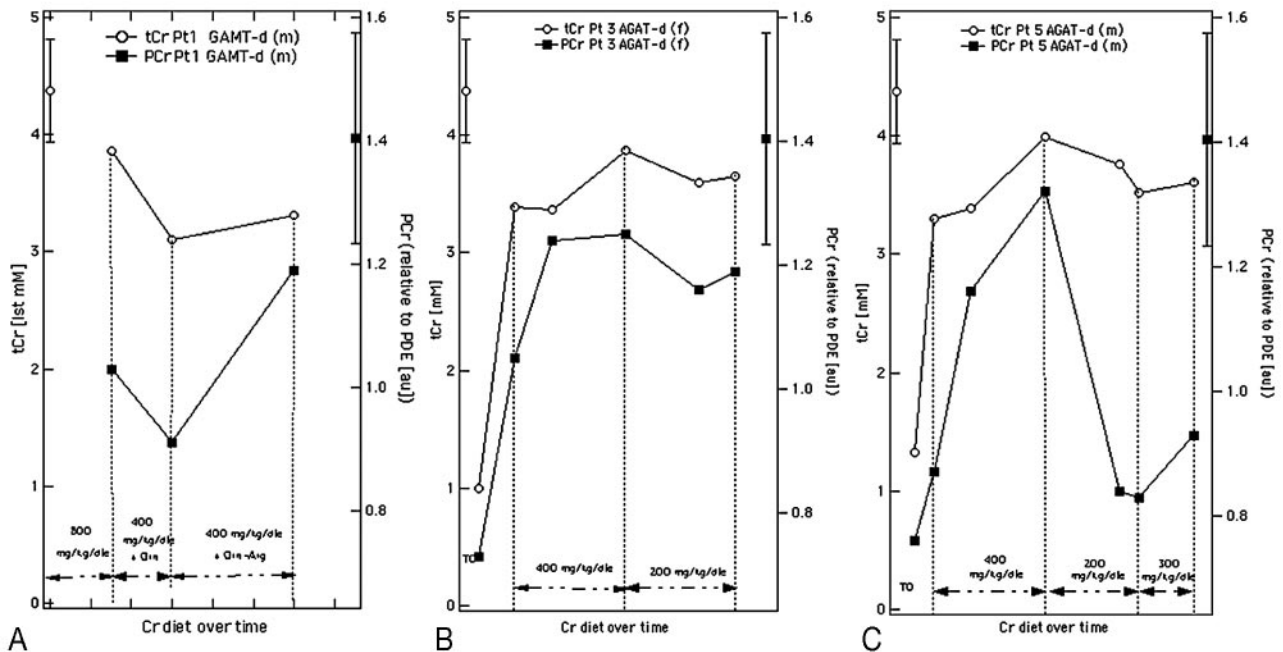 5
4
3
2
1
0
tCr [Ist mM]
tCr Pt1 GAMT-d (m)
PCr Pt1 GAMT-d (m)
1.6
1.4
1.2
1.0
0.8
PCr (relative to PDE [au])
400
mg/kg/die
mg/kg/die
400 mg/kg/die
Cr diet over time
A
5
4
3
2
1
0
tCr [mM]
tCr Pt 3 AGAT-d (f)
PCr Pt 3 AGAT-d (f)
1.6
1.4
1.2
1.0
0.8
PCr (relative to PDE [au])
TO
400 mg/kg/die
200 mg/kg/die
Cr diet over time
B
5
4
3
2
1
0
tCr [mM]
tCr Pt 5 AGAT-d (m)
PCr Pt 5 AGAT-d (m)
1.6
1.4
1.2
1.0
0.8
PCr (relative to PDE [au])
TO
400
mg/kg/die
200
mg/kg/die
300
mg/kg/die
Cr diet over time
C